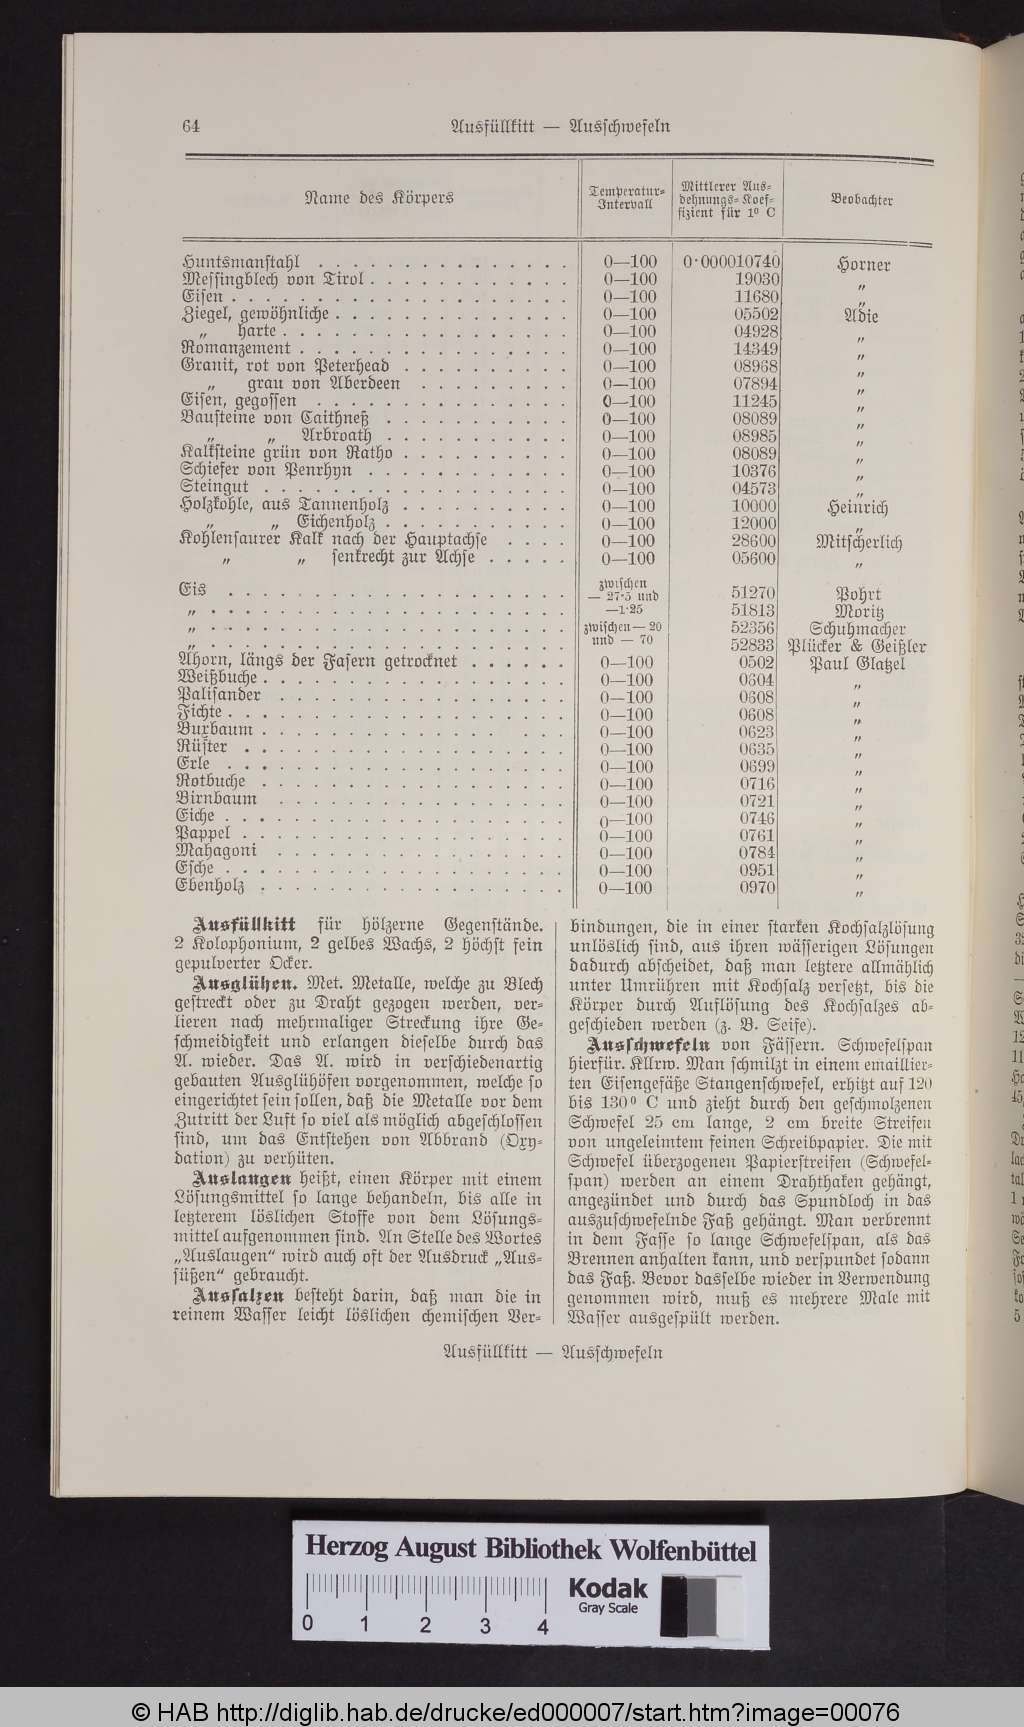 64 Ausfüllkitt — Ausschwefeln
Name des Körpers | Temperatur-Intervall | Mittlerer Ausdehnungs-Koeffizient für 1⁰ C | Beobachter
Huntsmanstahl . . . . . . . . . . . . . . . 0—100 0·000010740 Horner
Messingblech von Tirol . . . . . . . . . . . . 0—100 19030 „
Eisen . . . . . . . . . . . . . . . . . . . . 0—100 11680 „
Ziegel, gewöhnliche . . . . . . . . . . . . . . 0—100 05502 Adie
„ harte . . . . . . . . . . . . . . . . . 0—100 04928 „
Romanzement . . . . . . . . . . . . . . . . 0—100 14349 „
Granit, rot von Peterhead . . . . . . . . . . 0—100 08968 „
„ grau von Aberdeen . . . . . . . . . 0—100 07894 „
Eisen, gegossen . . . . . . . . . . . . . . . 0—100 11245 „
Bausteine von Caithneß . . . . . . . . . . . 0—100 08089 „
„ „ Arbroath . . . . . . . . . . . 0—100 08985 „
Kalksteine grün von Ratho . . . . . . . . . . 0—100 08089 „
Schiefer von Penrhyn . . . . . . . . . . . . 0—100 10376 „
Steingut . . . . . . . . . . . . . . . . . . 0—100 04573 „
Holzkohle, aus Tannenholz . . . . . . . . . . 0—100 10000 Heinrich
„ „ Eichenholz . . . . . . . . . . . 0—100 12000 „
Kohlensaurer Kalk nach der Hauptachse . . . . 0—100 28600 Mitscherlich
„ „ senkrecht zur Achse . . . . . 0—100 05600 „
Eis . . . . . . . . . . . . . . . . . . . . zwischen — 27·5 und —1·25 51270 Pohrt
„ . . . . . . . . . . . . . . . . . . . . . 51813 Moritz
„ . . . . . . . . . . . . . . . . . . . . . zwischen — 20 und — 70 52356 Schuhmacher
„ . . . . . . . . . . . . . . . . . . . . . 52833 Plücker & Geißler
Ahorn, längs der Fasern getrocknet . . . . . . 0—100 0502 Paul Glatzel
Weißbuche . . . . . . . . . . . . . . . . . . 0—100 0604 „
Palisander . . . . . . . . . . . . . . . . . 0—100 0608 „
Fichte . . . . . . . . . . . . . . . . . . . . 0—100 0608 „
Buxbaum . . . . . . . . . . . . . . . . . . 0—100 0623 „
Rüster . . . . . . . . . . . . . . . . . . . 0—100 0635 „
Erle . . . . . . . . . . . . . . . . . . . . 0—100 0699 „
Rotbuche . . . . . . . . . . . . . . . . . . 0—100 0716 „
Birnbaum . . . . . . . . . . . . . . . . . 0—100 0721 „
Eiche . . . . . . . . . . . . . . . . . . . . 0—100 0746 „
Pappel . . . . . . . . . . . . . . . . . . . 0—100 0761 „
Mahagoni . . . . . . . . . . . . . . . . . 0—100 0784 „
Esche . . . . . . . . . . . . . . . . . . . . 0—100 0951 „
Ebenholz . . . . . . . . . . . . . . . . . . 0—100 0970 „
Ausfüllkitt für hölzerne Gegenstände.
2 Kolophonium, 2 gelbes Wachs, 2 höchst fein
gepulverter Ocker.
Ausglühen. Met. Metalle, welche zu Blech
gestreckt oder zu Draht gezogen werden, ver-
lieren nach mehrmaliger Streckung ihre Ge-
schmeidigkeit und erlangen dieselbe durch das
A. wieder. Das A. wird in verschiedenartig
gebauten Ausglühöfen vorgenommen, welche so
eingerichtet sein sollen, daß die Metalle vor dem
Zutritt der Luft so viel als möglich abgeschlossen
sind, um das Entstehen von Abbrand (Oxy-
dation) zu verhüten.
Auslaugen heißt, einen Körper mit einem
Lösungsmittel so lange behandeln, bis alle in
letzterem löslichen Stoffe von dem Lösungs-
mittel aufgenommen sind. An Stelle des Wortes
„Auslaugen“ wird auch oft der Ausdruck „Aus-
süßen“ gebraucht.
Aussalzen besteht darin, daß man die in
reinem Wasser leicht löslichen chemischen Ver-
bindungen, die in einer starken Kochsalzlösung
unlöslich sind, aus ihren wässerigen Lösungen
dadurch abscheidet, daß man letztere allmählich
unter Umrühren mit Kochsalz versetzt, bis die
Körper durch Auflösung des Kochsalzes ab-
geschieden werden (z. B. Seife).
Ausschwefeln von Fässern. Schwefelspan
hierfür. Kllrw. Man schmilzt in einem emaillier-
ten Eisengefäße Stangenschwefel, erhitzt auf 120
bis 130⁰ C und zieht durch den geschmolzenen
Schwefel 25 cm lange, 2 cm breite Streifen
von ungeleimtem feinen Schreibpapier. Die mit
Schwefel überzogenen Papierstreifen (Schwefel-
span) werden an einem Drahthaken gehängt,
angezündet und durch das Spundloch in das
auszuschwefelnde Faß gehängt. Man verbrennt
in dem Fasse so lange Schwefelspan, als das
Brennen anhalten kann, und verspundet sodann
das Faß. Bevor dasselbe wieder in Verwendung
genommen wird, muß es mehrere Male mit
Wasser ausgespült werden.
Ausfüllkitt — Ausschwefeln
Herzog August Bibliothek Wolfenbüttel
Kodak
Gray Scale
0 1 2 3 4
© HAB http://diglib.hab.de/drucke/ed000007/start.htm?image=00076